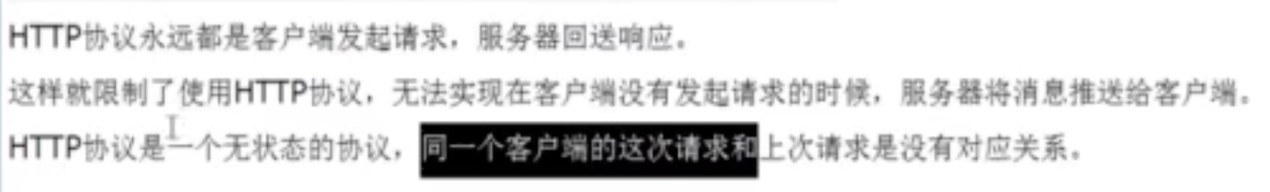 HTTP协议永远都是客户端发起请求，服务器回送响应。
这样就限制了使用HTTP协议，无法实现在客户端没有发起请求的时候，服务器将消息推送给客户端。
HTTP协议是一个无状态的协议，同一个客户端的这次请求和上次请求是没有对应关系。